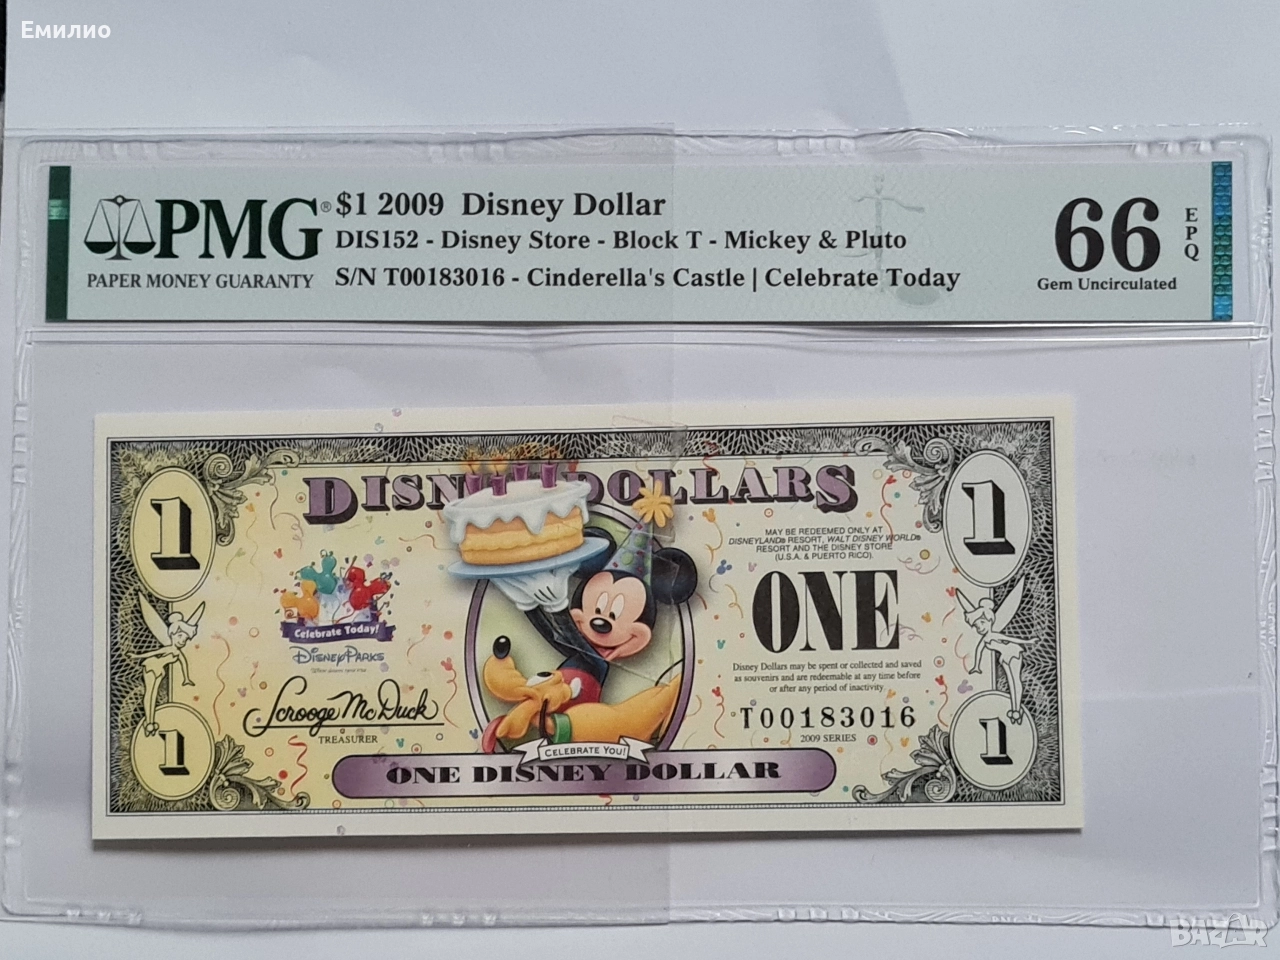 Емилио
PMG® $1 2009 Disney Dollar
DIS152 - Disney Store - Block T - Mickey & Pluto
PAPER MONEY GUARANTY S/N T00183016 - Cinderella's Castle | Celebrate Today
66 EPQ
Gem Uncirculated
DISNEY DOLLARS
1
1
MAY BE REDEEMED ONLY AT
DISNEYLAND® RESORT, WALT DISNEY WORLD®
RESORT AND THE DISNEY STORE
(U.S.A. & PUERTO RICO).
ONE
Celebrate Today!
Disney Parks
Disney Dollars may be spent or collected and saved
as souvenirs and are redeemable at any time before
or after any period of inactivity.
Scrooge McDuck
TREASURER
T00183016
2009 SERIES
1
1
CELEBRATE YOU!
ONE DISNEY DOLLAR
BAZAR